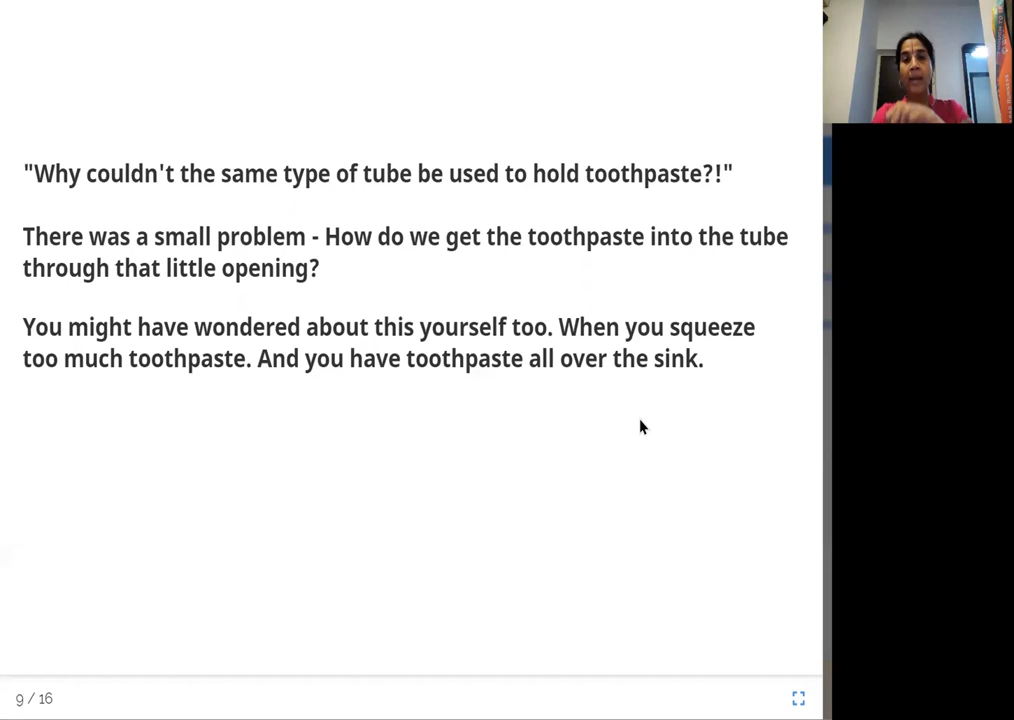 "Why couldn't the same type of tube be used to hold toothpaste?!"
There was a small problem - How do we get the toothpaste into the tube
through that little opening?
You might have wondered about this yourself too. When you squeeze
too much toothpaste. And you have toothpaste all over the sink.
9 / 16